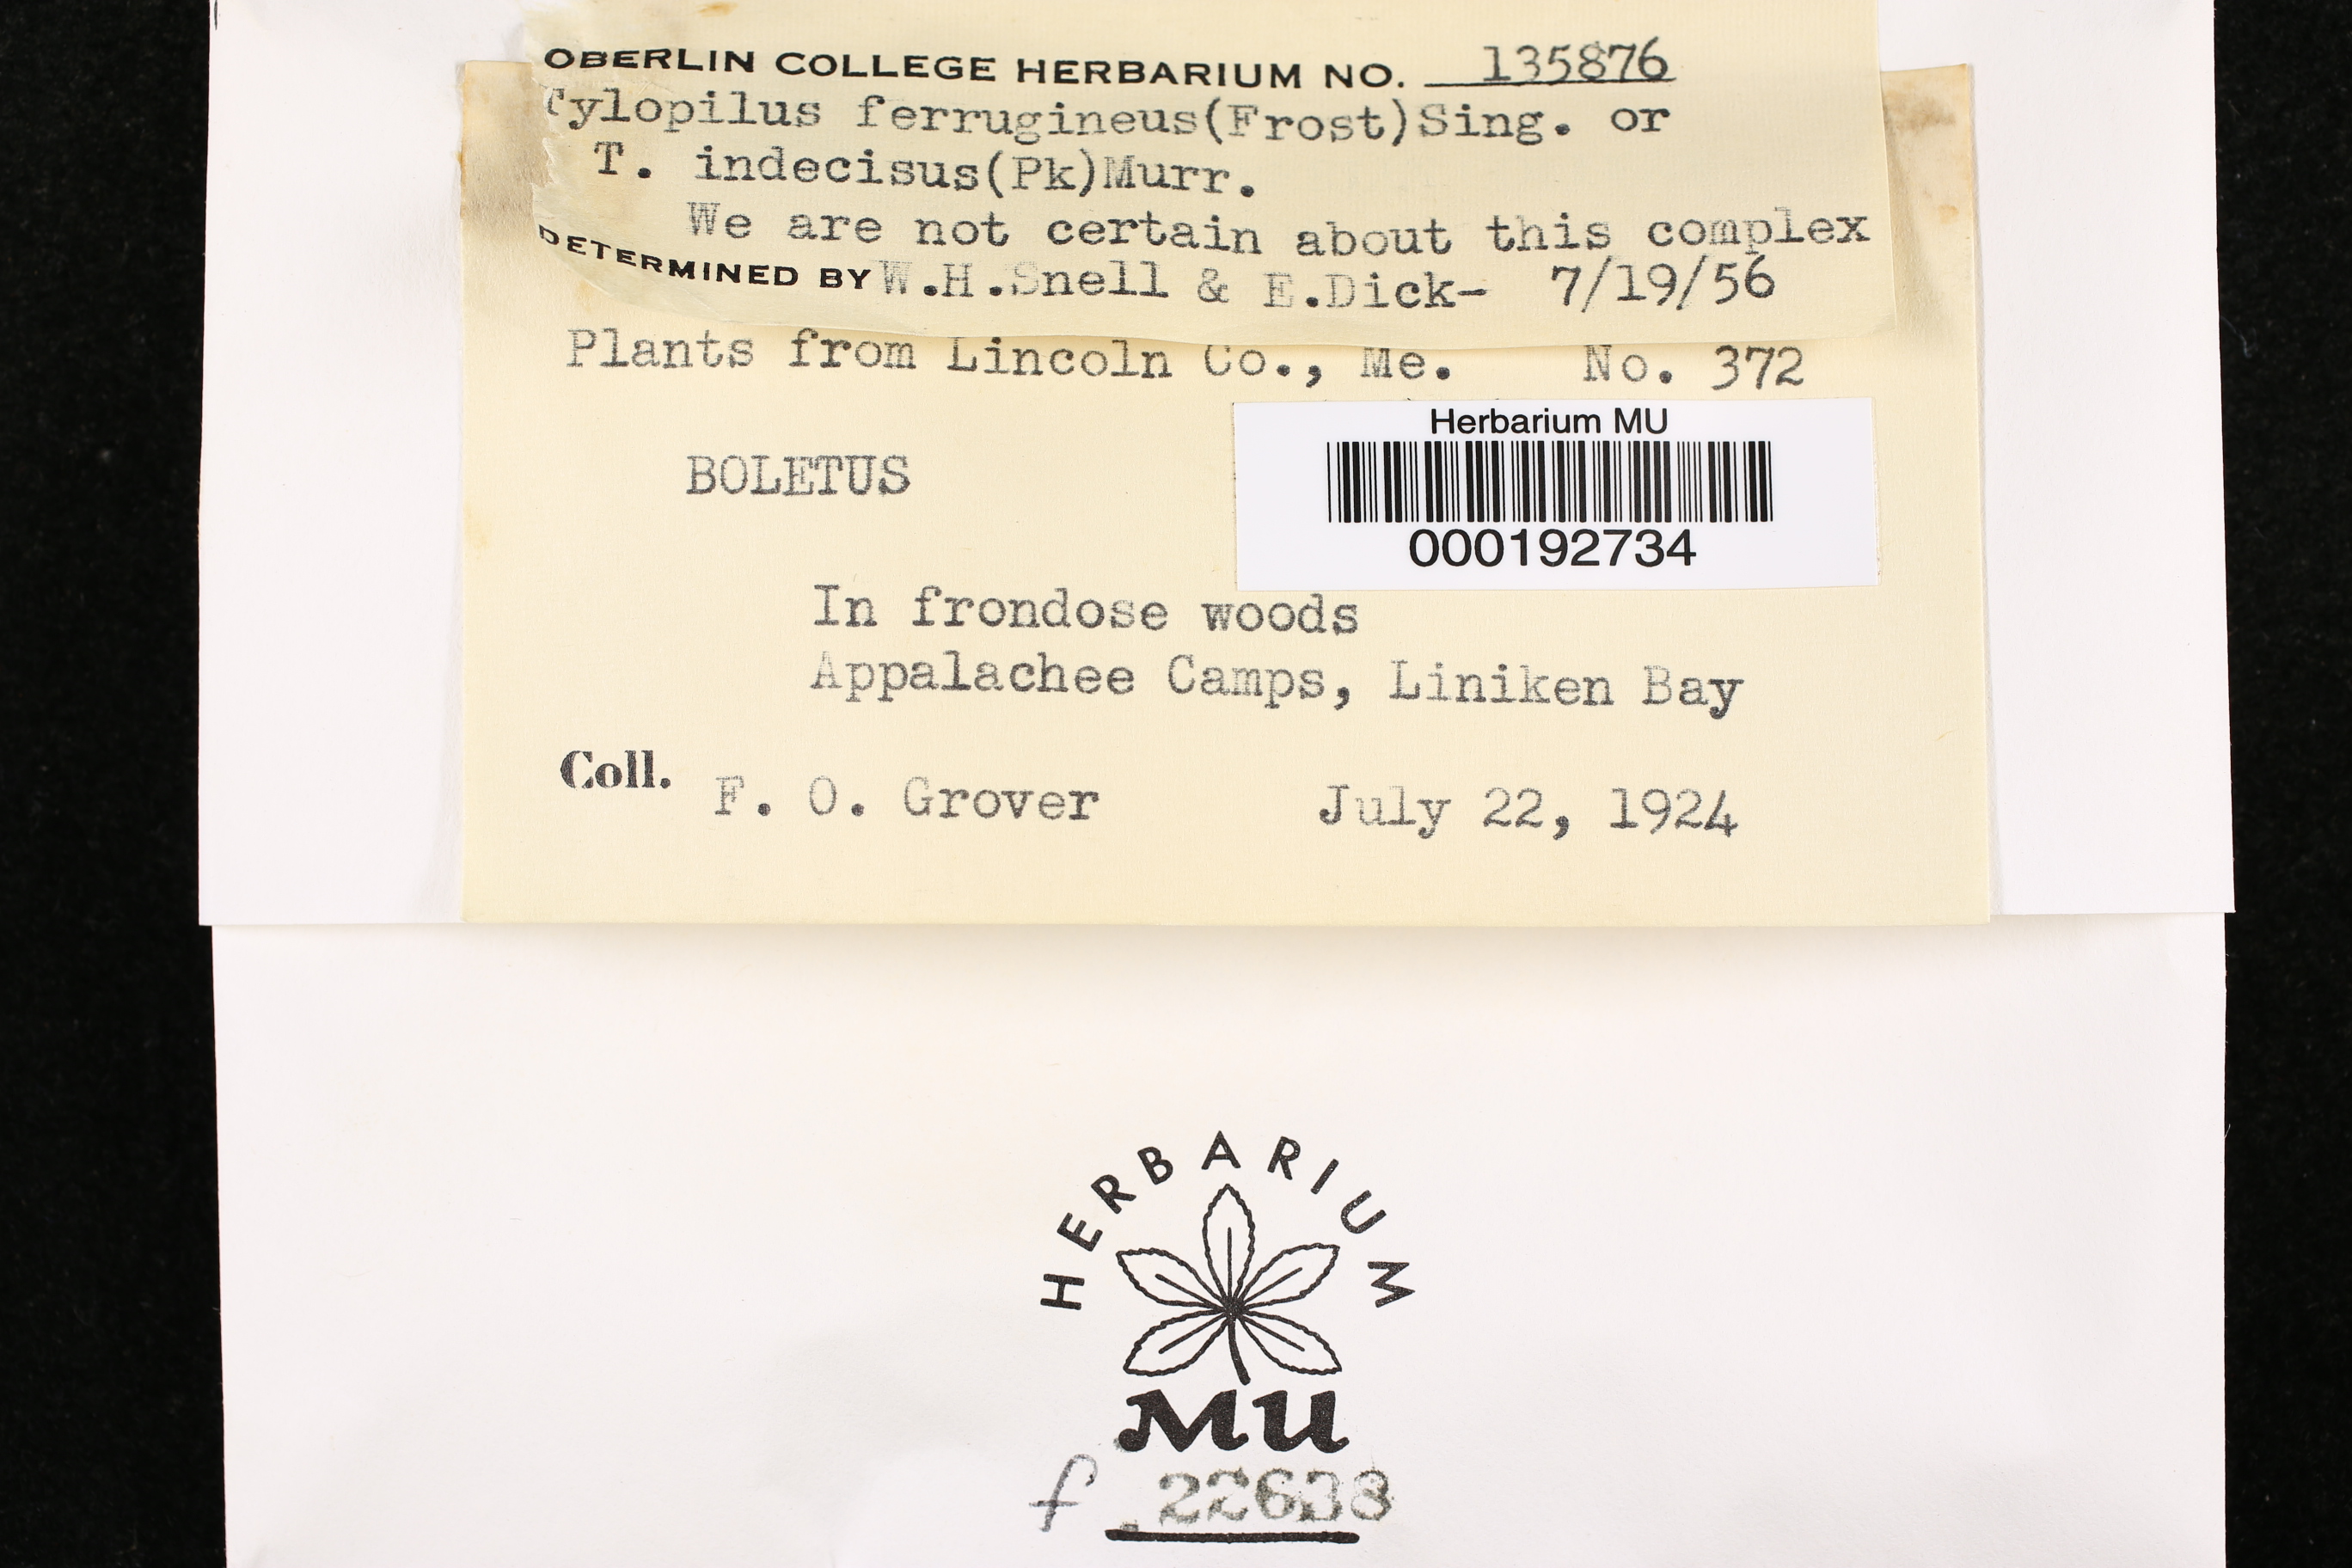 OBERLIN COLLEGE HERBARIUM NO. 135876
Tylopilus ferrugineus(Frost)Sing. or
T. indecisus(Pk)Murr.
We are not certain about this complex
DETERMINED BY W.H.Snell & E.Dick- 7/19/56
Plants from Lincoln Co., Me. No. 372
Herbarium MU
000192734
BOLETUS
In frondose woods
Appalachee Camps, Liniken Bay
Coll. F. O. Grover July 22, 1924
HERBARIUM
MU
f 22638